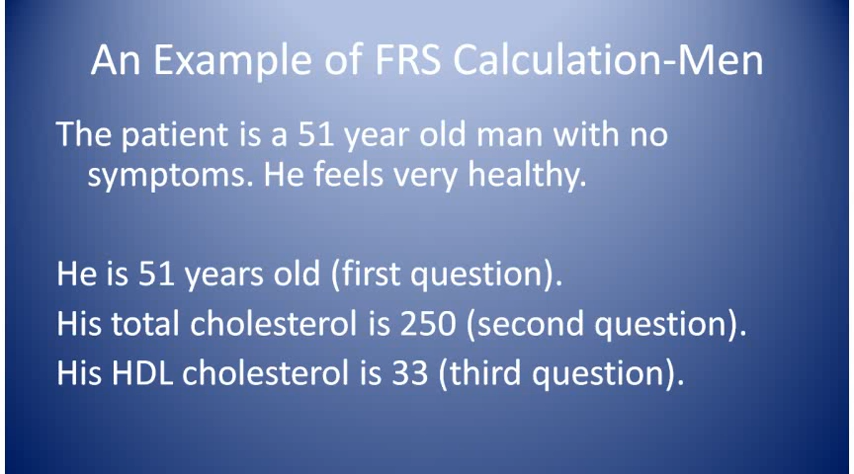 An Example of FRS Calculation-Men
The patient is a 51 year old man with no
symptoms. He feels very healthy.
He is 51 years old (first question).
His total cholesterol is 250 (second question).
His HDL cholesterol is 33 (third question).